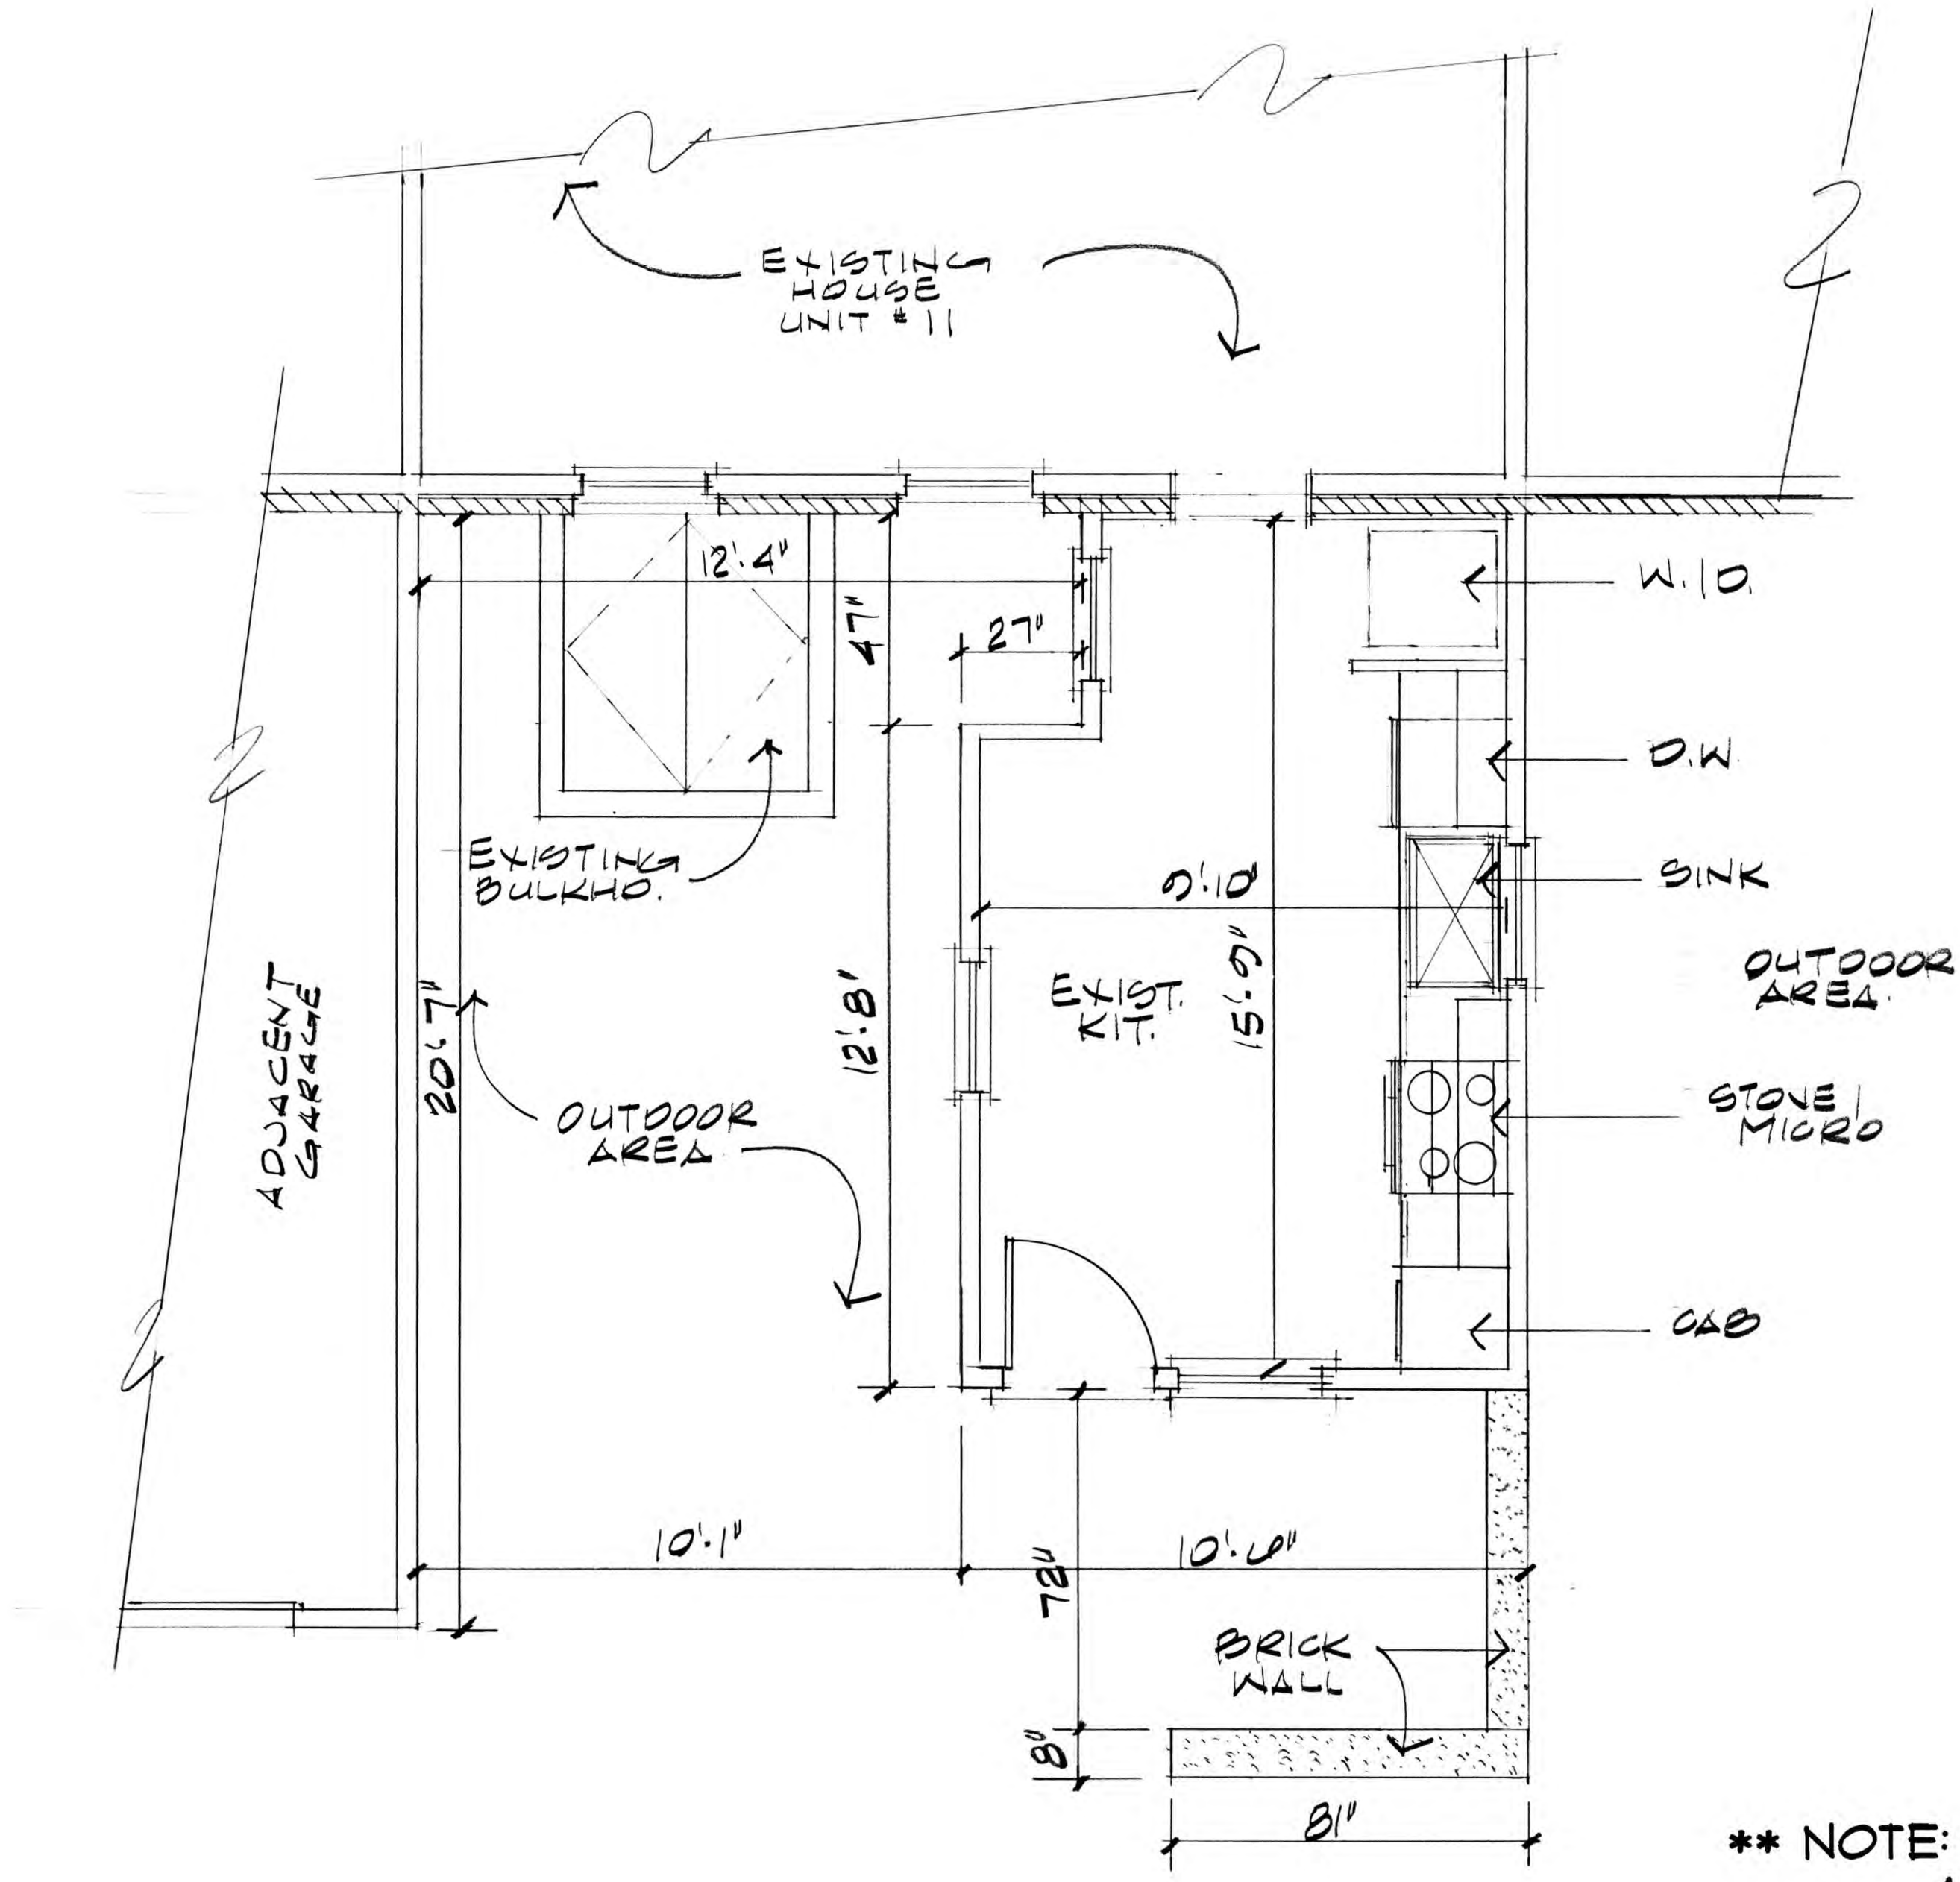 EXISTING
HOUSE
UNIT # 11
12'-4"
47"
27"
W./D.
D.W.
EXISTING
BULKHD.
SINK
9'-10"
OUTDOOR
AREA.
ADJACENT
GARAGE
20'-7"
12'-8"
EXIST.
KIT.
15'-9"
OUTDOOR
AREA
STOVE /
MICRO
CAB
10'-1"
10'-6"
72"
BRICK
WALL
8"
81"
** NOTE: